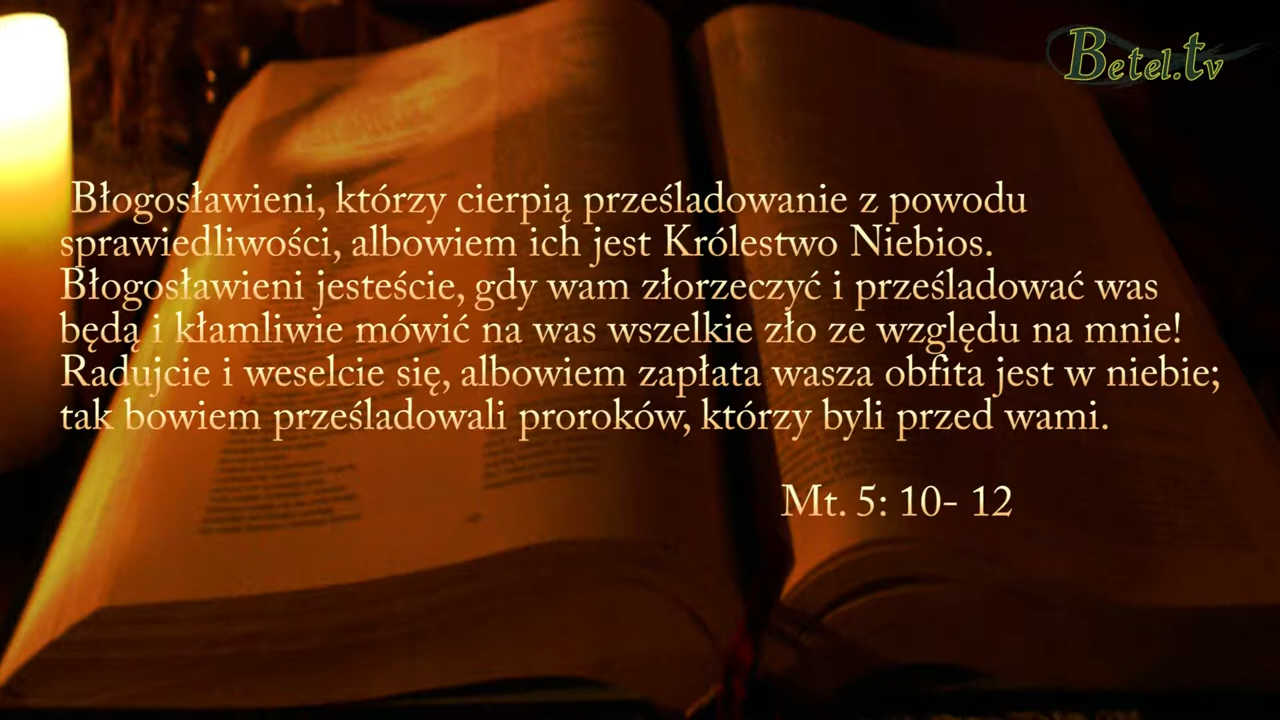 Betel.tv
Błogosławieni, którzy cierpią prześladowanie z powodu
sprawiedliwości, albowiem ich jest Królestwo Niebios.
Błogosławieni jesteście, gdy wam złorzeczyć i prześladować was
będą i kłamliwie mówić na was wszelkie zło ze względu na mnie!
Radujcie i weselcie się, albowiem zapłata wasza obfita jest w niebie;
tak bowiem prześladowali proroków, którzy byli przed wami.
Mt. 5: 10- 12